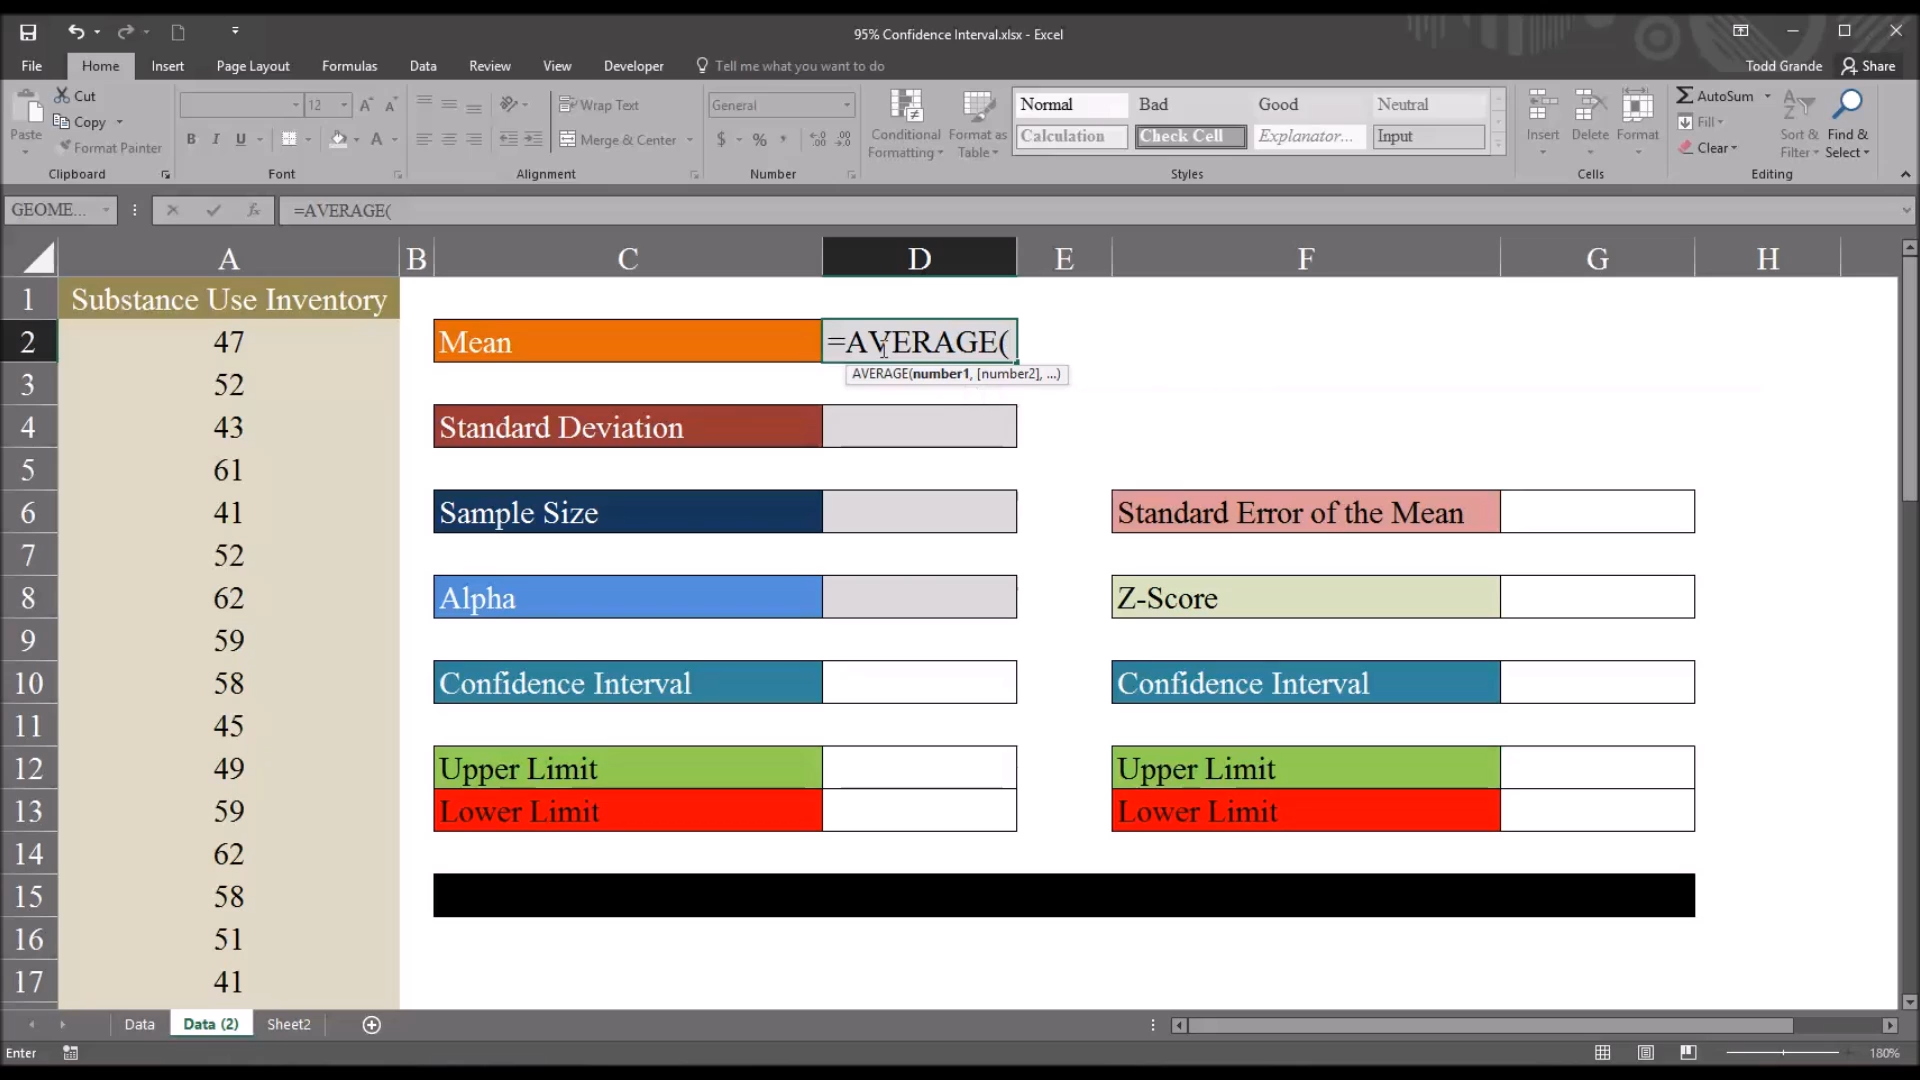 95% Confidence Interval.xlsx - Excel
File Home Insert Page Layout Formulas Data Review View Developer Tell me what you want to do Todd Grande Share
Paste
Cut
Copy
Format Painter
Clipboard
12 A A
B I U A
Font
Wrap Text
Merge & Center
Alignment
General
$ % ,
Number
Conditional
Formatting
Format as
Table
Normal Bad Good Neutral
Calculation Check Cell Explanator... Input
Styles
Insert Delete Format
Cells
AutoSum
Fill
Clear
Sort &
Filter
Find &
Select
Editing
GEOME... fx =AVERAGE(
A B C D E F G H
1 Substance Use Inventory
2 47 Mean =AVERAGE(
AVERAGE(number1, [number2], ...)
3 52
4 43 Standard Deviation
5 61
6 41 Sample Size Standard Error of the Mean
7 52
8 62 Alpha Z-Score
9 59
10 58 Confidence Interval Confidence Interval
11 45
12 49 Upper Limit Upper Limit
13 59 Lower Limit Lower Limit
14 62
15 58
16 51
17 41
Data Data (2) Sheet2
Enter 180%